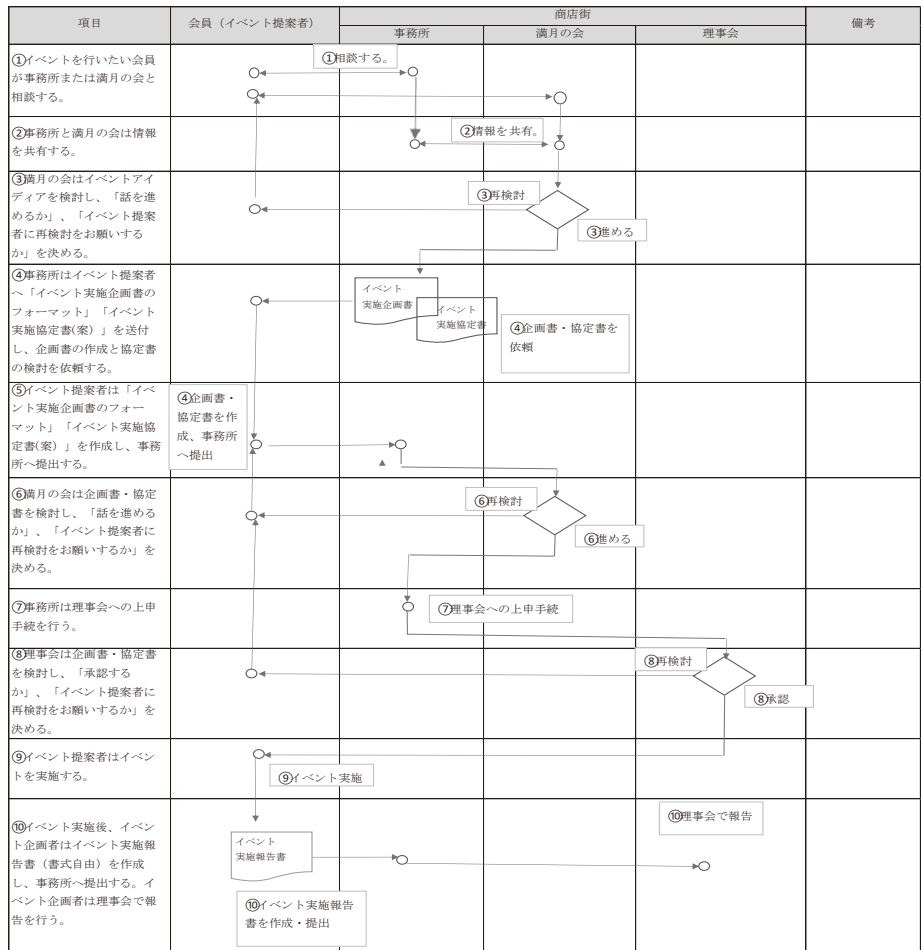 項目
会員（イベント提案者）
商店街
事務所
満月の会
理事会
備考
①イベントを行いたい会員
が事務所または満月の会と
相談する。
①相談する。
②事務所と満月の会は情報
を共有する。
②情報を共有。
③満月の会はイベントアイ
ディアを検討し、「話を進
めるか」、「イベント提案
者に再検討をお願いする
か」を決める。
③再検討
③進める
④事務所はイベント提案者
へ「イベント実施企画書の
フォーマット」「イベント
実施協定書(案）」を送付
し、企画書の作成と協定書
の検討を依頼する。
イベント
実施企画書
イベント
実施協定書
④企画書・協定書を
依頼
⑤イベント提案者は「イベ
ント実施企画書のフォー
マット」「イベント実施協
定書(案）」を作成し、事務
所へ提出する。
④企画書・
協定書を作
成、事務所
へ提出
⑥満月の会は企画書・協定
書を検討し、「話を進める
か」、「イベント提案者に
再検討をお願いするか」を
決める。
⑥再検討
⑥進める
⑦事務所は理事会への上申
手続を行う。
⑦理事会への上申手続
⑧理事会は企画書・協定書
を検討し、「承認する
か」、「イベント提案者に
再検討をお願いするか」を
決める。
⑧再検討
⑧承認
⑨イベント提案者はイベン
トを実施する。
⑨イベント実施
⑩イベント実施後、イベン
ト企画者はイベント実施報
告書（書式自由）を作成
し、事務所へ提出する。イ
ベント企画者は理事会で報
告を行う。
⑩理事会で報告
イベント
実施報告書
⑩イベント実施報告
書を作成・提出